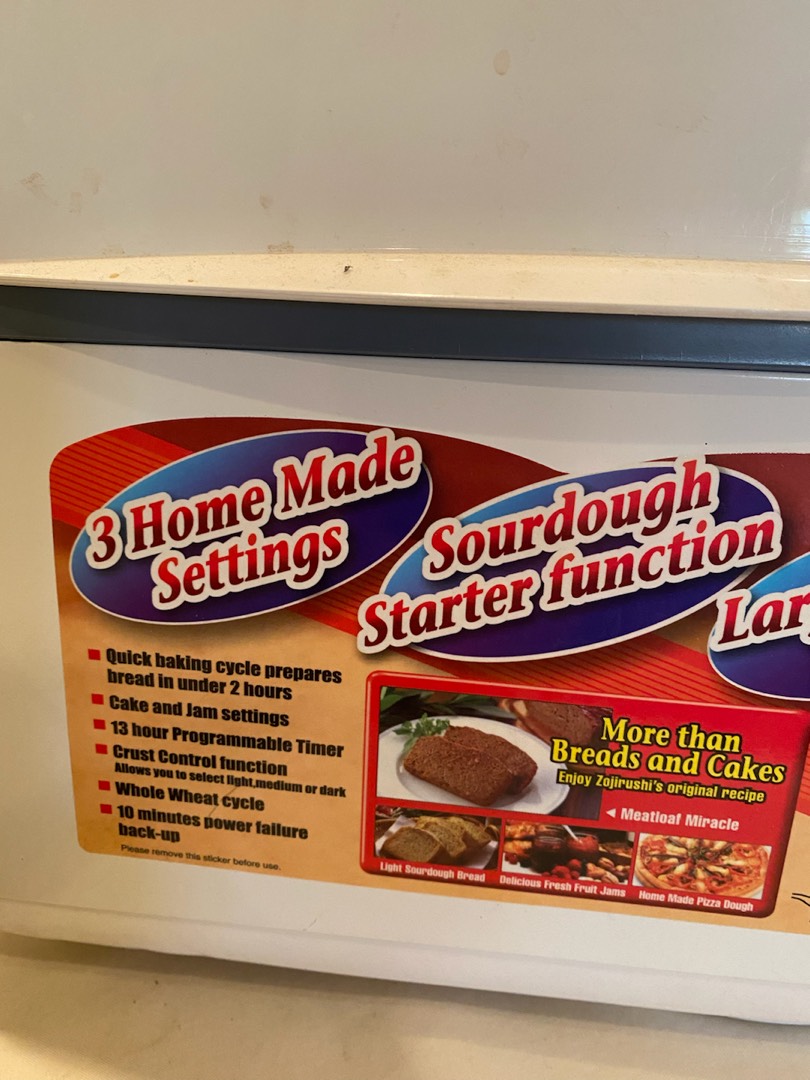 3 Home Made
Settings
Sourdough
Starter function
Lar
Quick baking cycle prepares
bread in under 2 hours
Cake and Jam settings
13 hour Programmable Timer
Crust Control function
Allows you to select light,medium or dark
Whole Wheat cycle
10 minutes power failure
back-up
Please remove this sticker before use.
More than
Breads and Cakes
Enjoy Zojirushi's original recipe
Meatloaf Miracle
Light Sourdough Bread
Delicious Fresh Fruit Jams
Home Made Pizza Dough